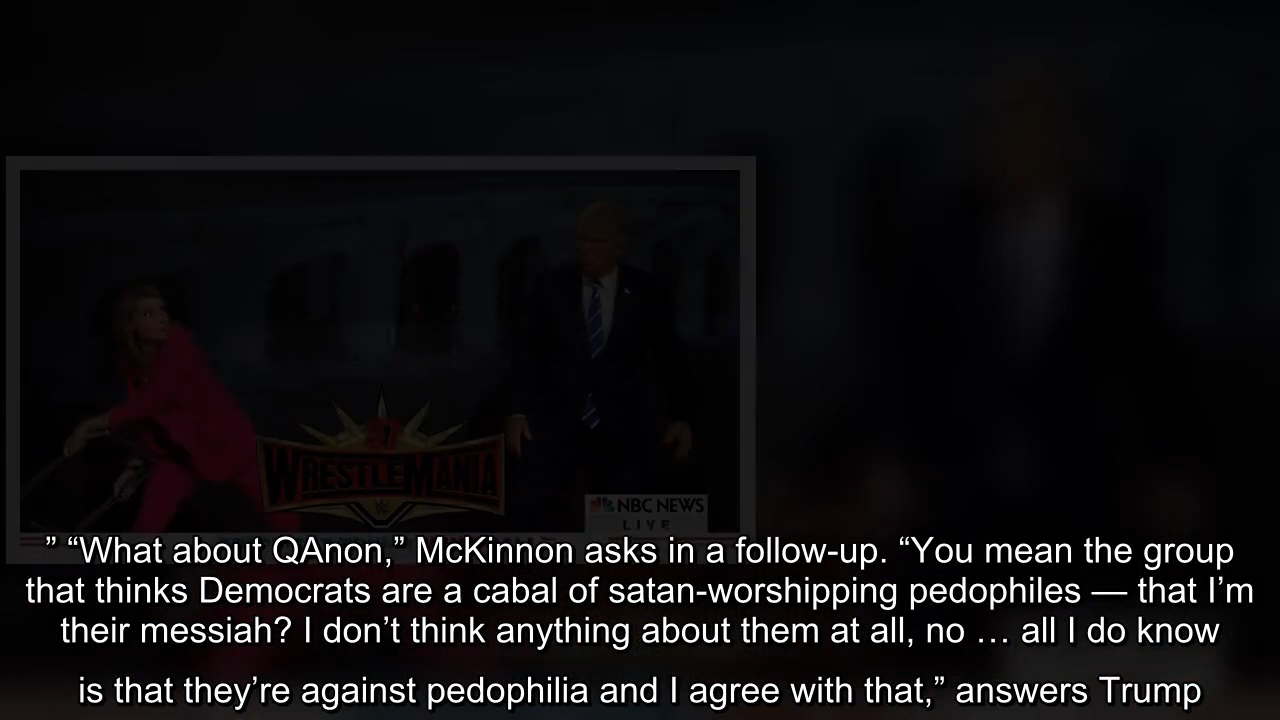 37
WRESTLEMANIA
W
NBC NEWS
LIVE
” “What about QAnon,” McKinnon asks in a follow-up. “You mean the group
that thinks Democrats are a cabal of satan-worshipping pedophiles — that I’m
their messiah? I don’t think anything about them at all, no … all I do know
is that they’re against pedophilia and I agree with that,” answers Trump